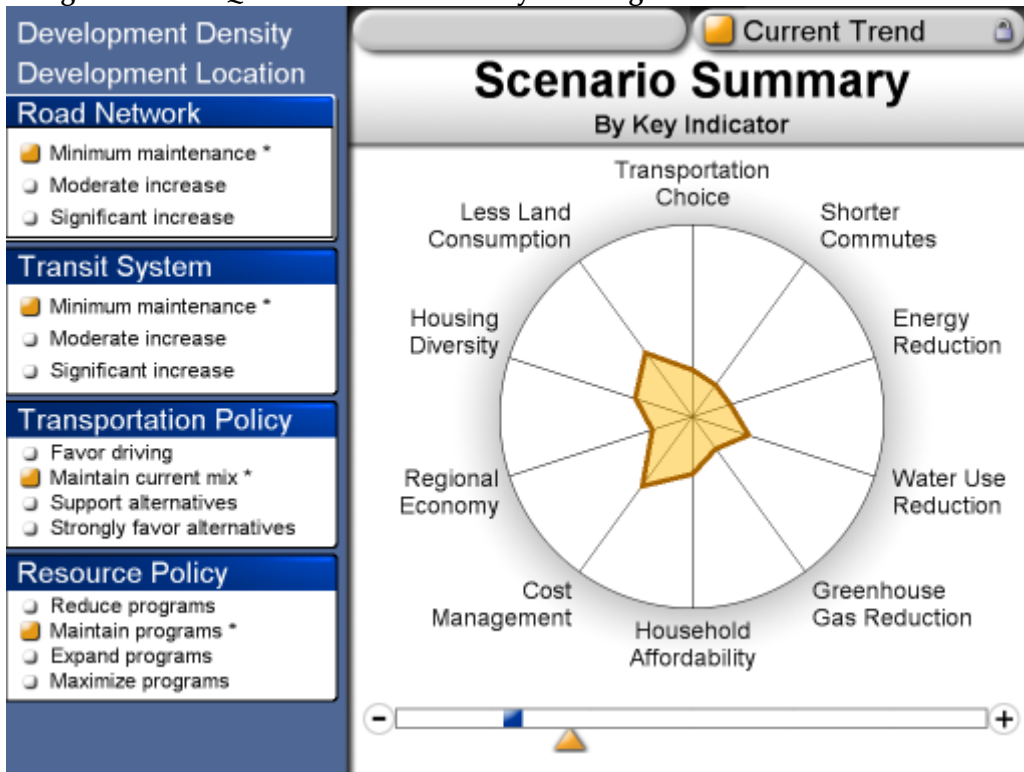 Development Density
Development Location
Road Network
Minimum maintenance *
Moderate increase
Significant increase
Transit System
Minimum maintenance *
Moderate increase
Significant increase
Transportation Policy
Favor driving
Maintain current mix *
Support alternatives
Strongly favor alternatives
Resource Policy
Reduce programs
Maintain programs *
Expand programs
Maximize programs
Current Trend
Scenario Summary
By Key Indicator
Transportation
Choice
Shorter
Commutes
Energy
Reduction
Water Use
Reduction
Greenhouse
Gas Reduction
Household
Affordability
Cost
Management
Regional
Economy
Housing
Diversity
Less Land
Consumption